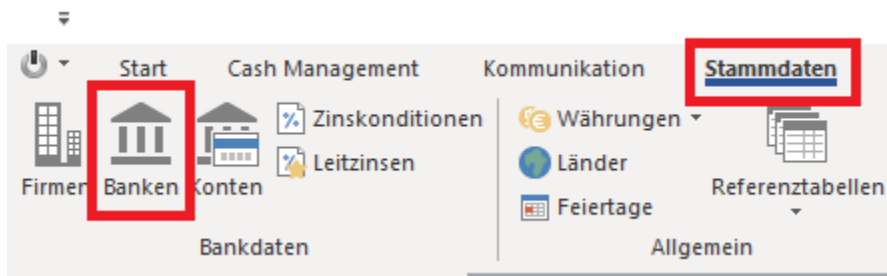 Start Cash Management Kommunikation Stammdaten
Zinskonditionen Währungen
Leitzinsen Länder
Firmen Banken Konten Referenztabellen
Feiertage
Bankdaten Allgemein